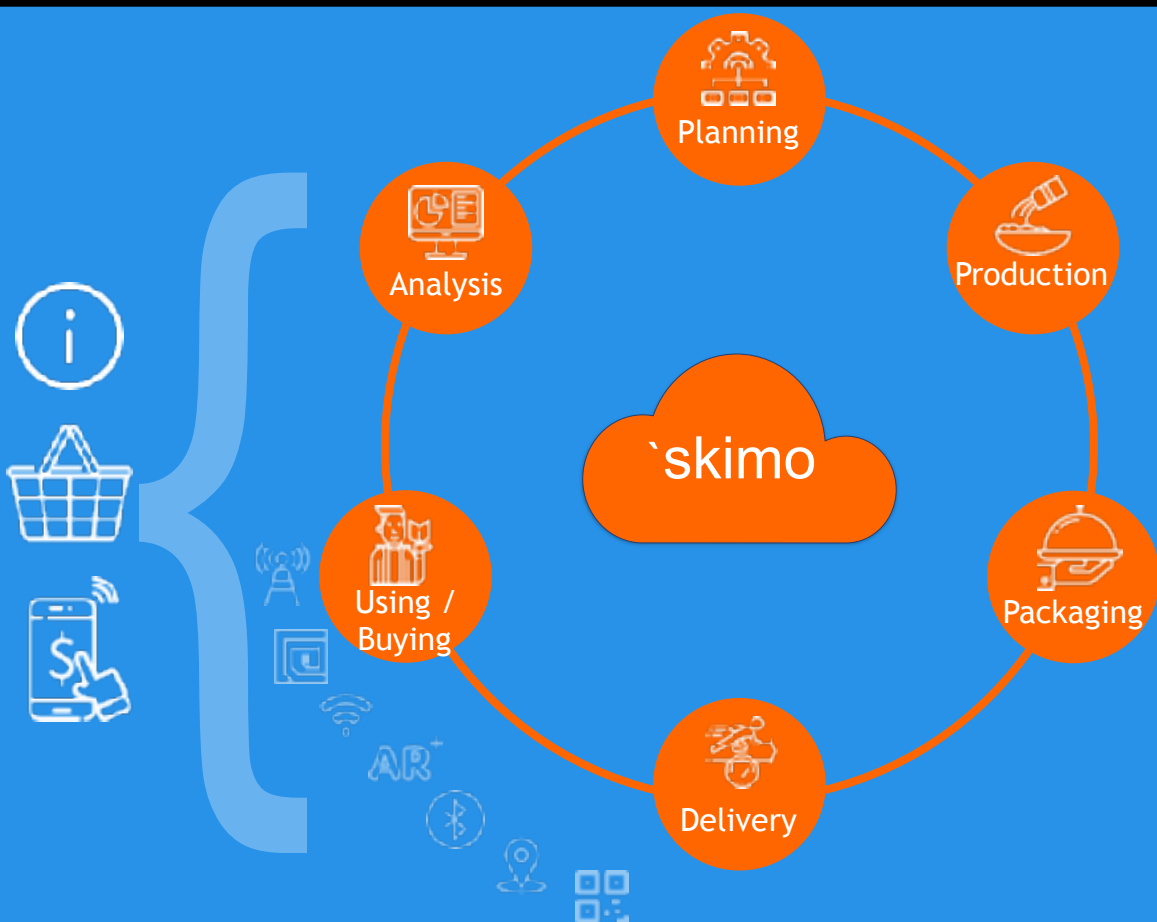 Planning
Analysis
Production
`skimo
Using /
Buying
Packaging
AR+
Delivery